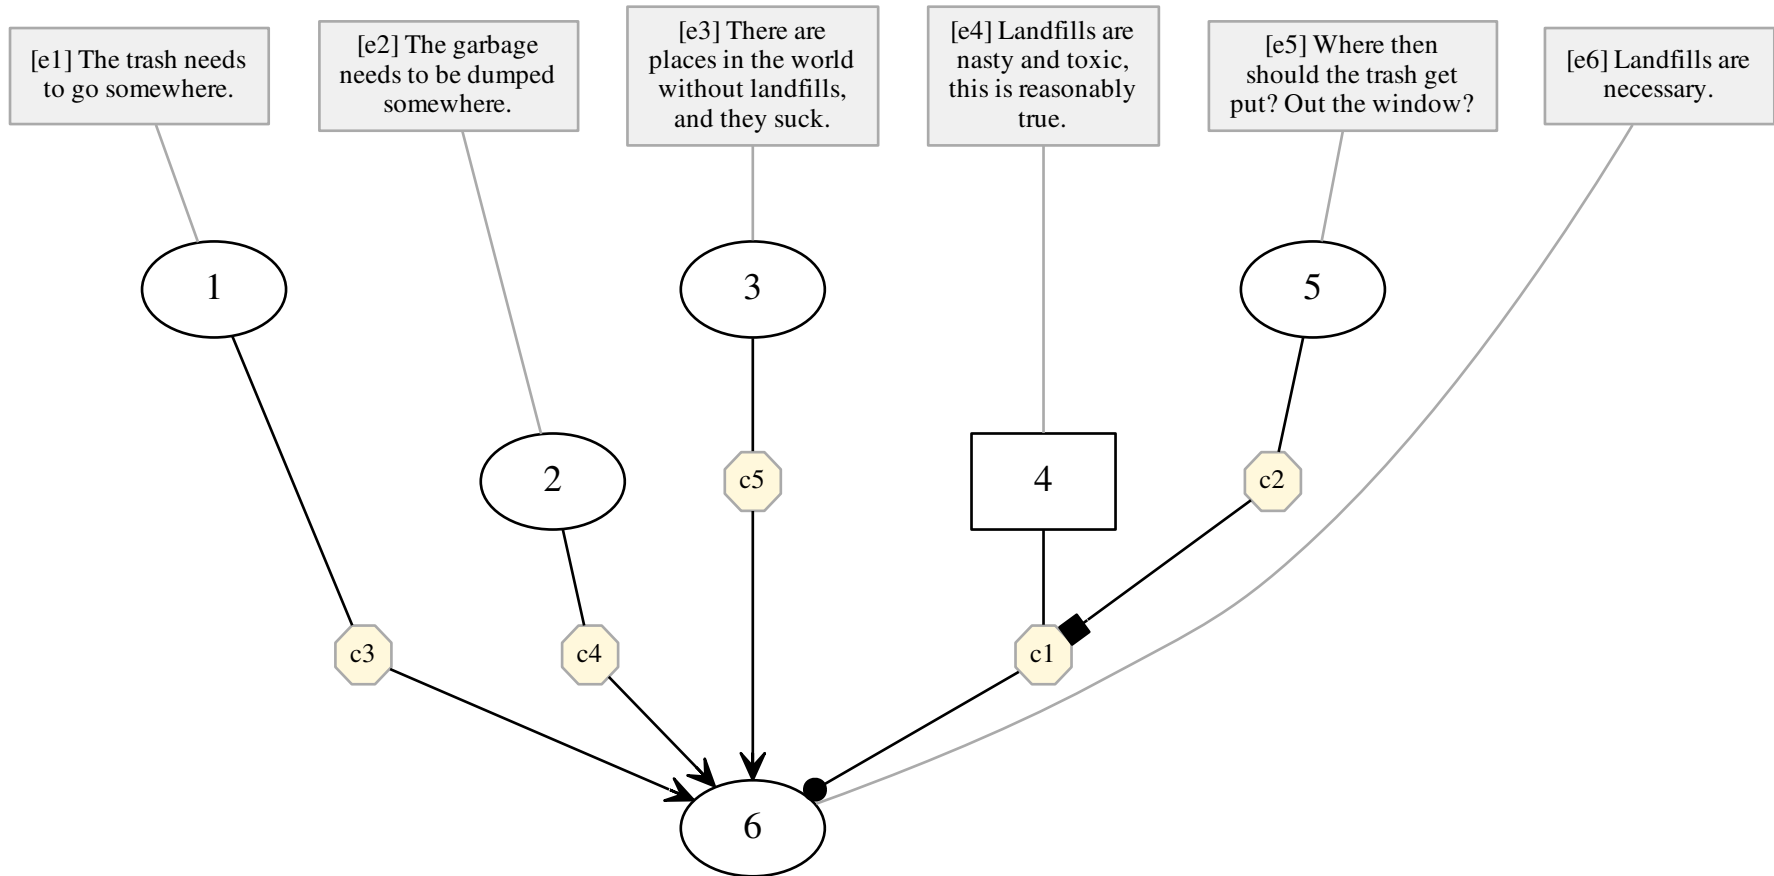 [e1] The trash needs
to go somewhere.
[e2] The garbage
needs to be dumped
somewhere.
[e3] There are
places in the world
without landfills,
and they suck.
[e4] Landfills are
nasty and toxic,
this is reasonably
true.
[e5] Where then
should the trash get
put? Out the window?
[e6] Landfills are
necessary.
1
3
5
2
c5
4
c2
c3
c4
c1
6